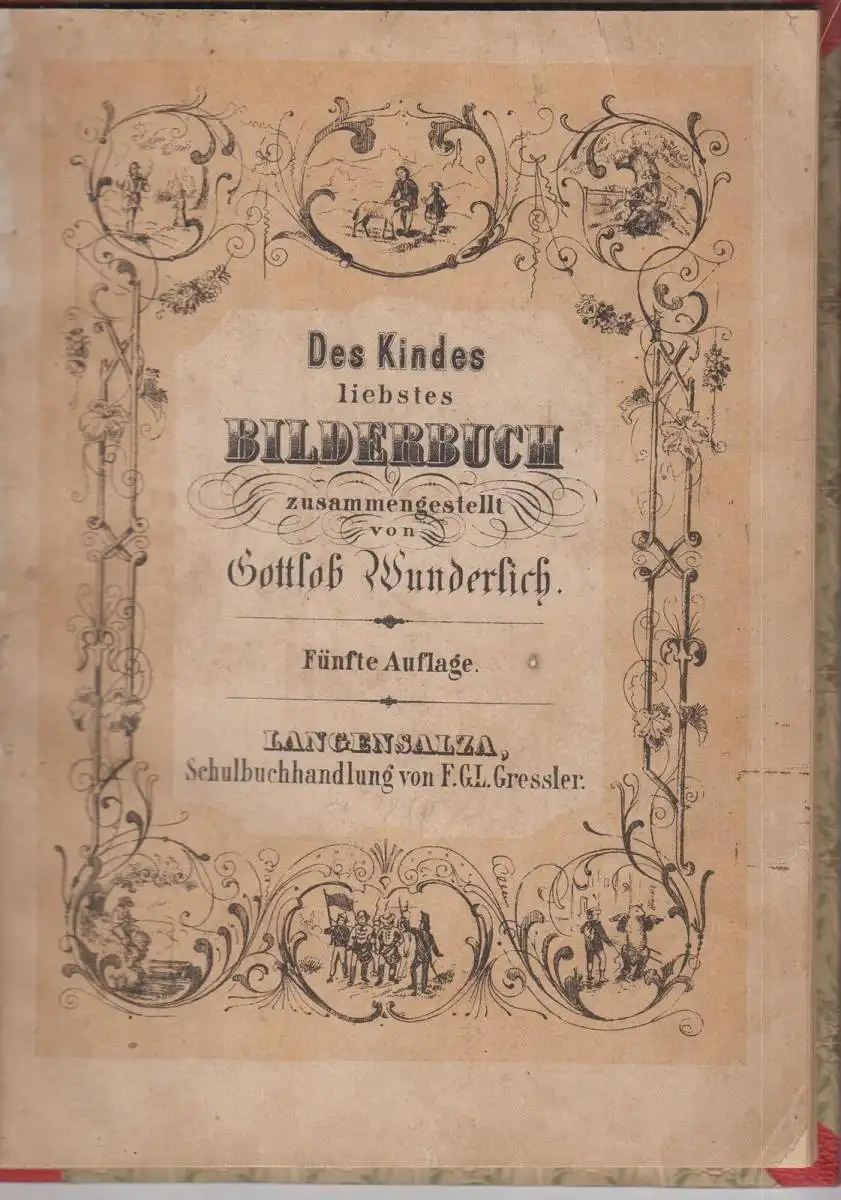 Des Kindes
liebstes
BILDERBUCH
zusammengestellt
von
Gottlob Wunderlich.
Fünfte Auflage.
LANGENSALZA,
Schulbuchhandlung von F.G.L. Gressler.